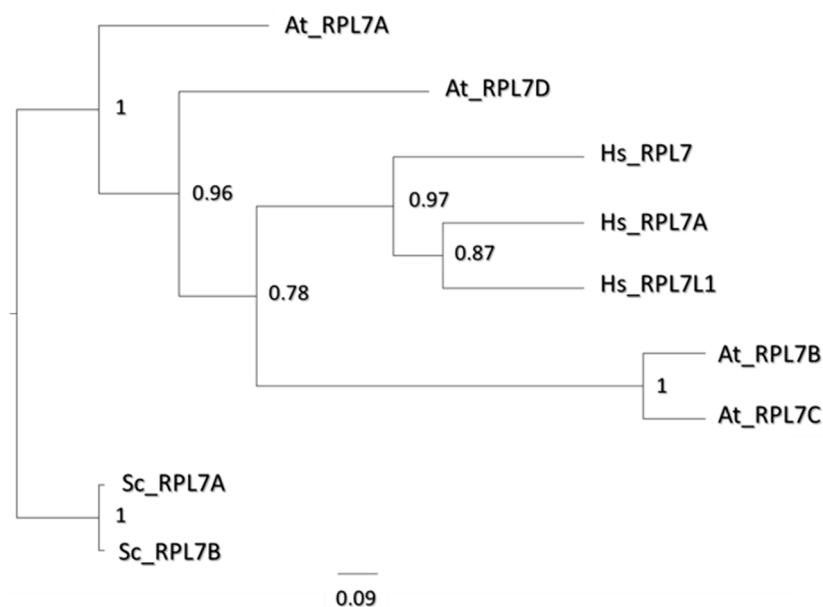 At_RPL7A
At_RPL7D
1
Hs_RPL7
0.96
0.97
Hs_RPL7A
0.87
Hs_RPL7L1
0.78
At_RPL7B
1
At_RPL7C
Sc_RPL7A
1
Sc_RPL7B
0.09